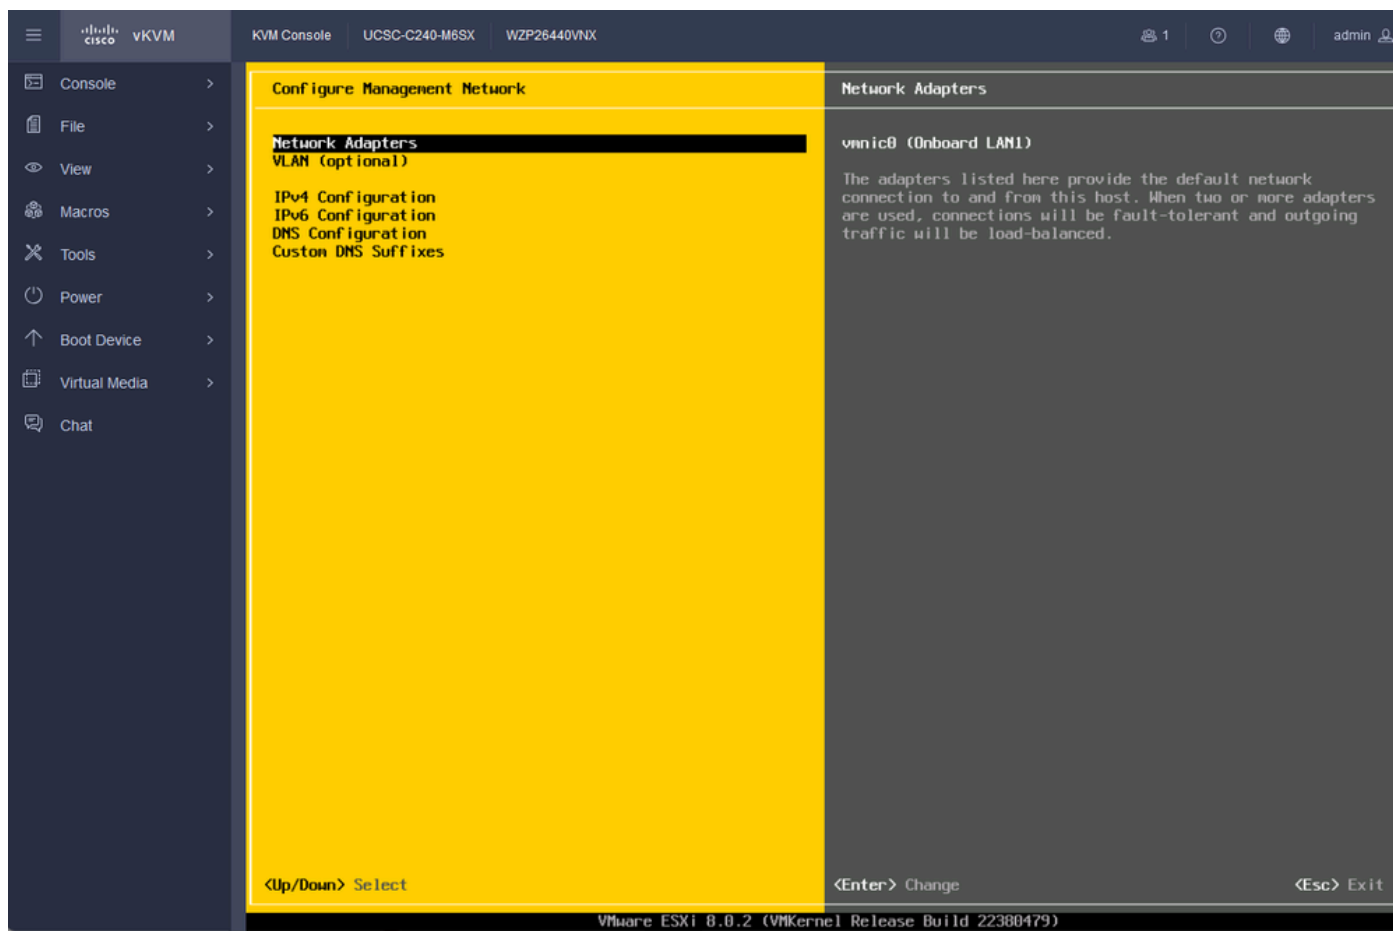 cisco vKVM
KVM Console UCSC-C240-M6SX WZP26440VNX
1
admin
Console
File
View
Macros
Tools
Power
Boot Device
Virtual Media
Chat
Configure Management Network
Network Adapters
VLAN (optional)
IPv4 Configuration
IPv6 Configuration
DNS Configuration
Custom DNS Suffixes
<Up/Down> Select
Network Adapters
vmnic0 (Onboard LAN1)
The adapters listed here provide the default network
connection to and from this host. When two or more adapters
are used, connections will be fault-tolerant and outgoing
traffic will be load-balanced.
<Enter> Change
<Esc> Exit
VMware ESXi 8.0.2 (VMKernel Release Build 22380479)